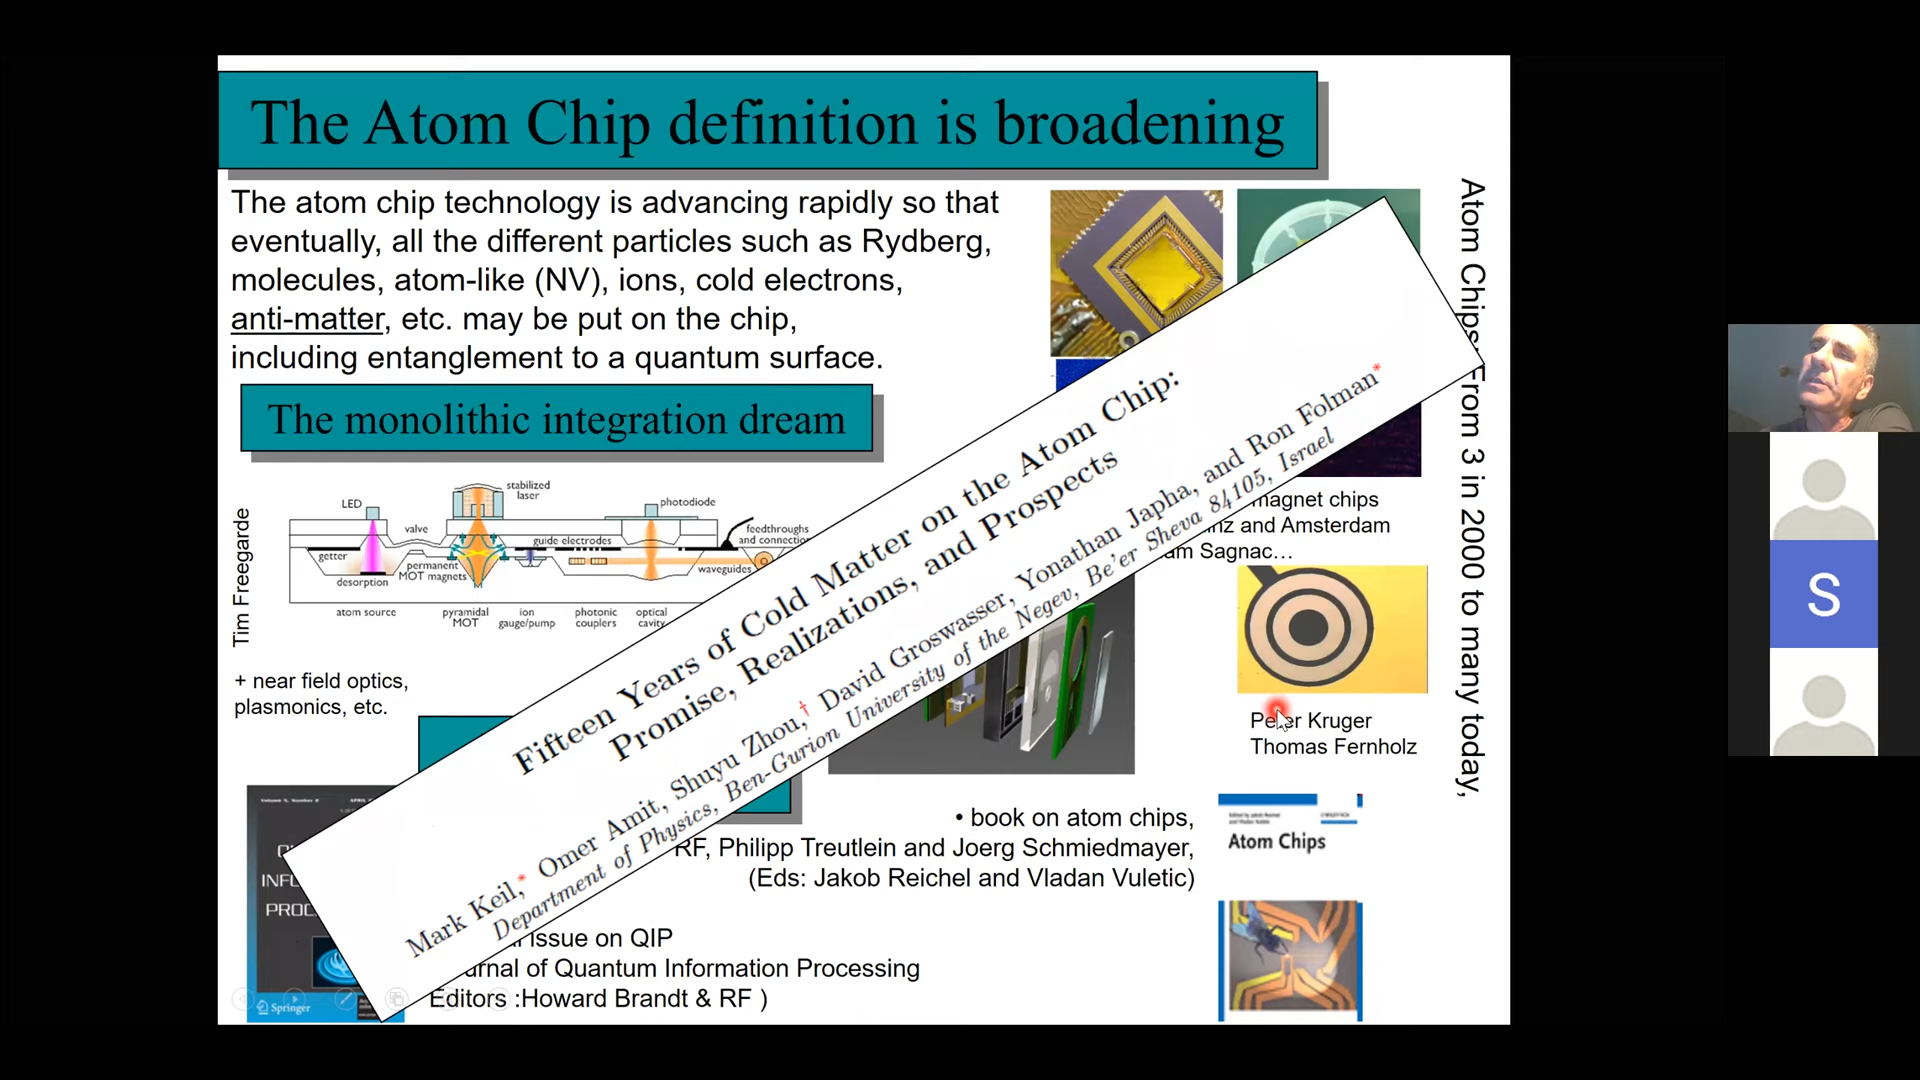 The Atom Chip definition is broadening
The atom chip technology is advancing rapidly so that
eventually, all the different particles such as Rydberg,
molecules, atom-like (NV), ions, cold electrons,
anti-matter, etc. may be put on the chip,
including entanglement to a quantum surface.
The monolithic integration dream
Tim Freegarde
LED
valve
stabilized
laser
photodiode
feedthroughs
guide electrodes
getter
desorption
permanent
MOT magnets
waveguides
atom source
pyramidal
MOT
ion
gauge/pump
photonic
couplers
optical
cavity
+ near field optics,
plasmonics, etc.
Fifteen Years of Cold Matter on the Atom Chip:
Promise, Realizations, and Prospects
Mark Keil,* Omer Amit, Shuyu Zhou,† David Groswasser, Yonathan Japha, and Ron Folman*
Department of Physics, Ben-Gurion University of the Negev, Be'er Sheva 84105, Israel
magnet chips
and Amsterdam
Sagnac…
Peter Kruger
Thomas Fernholz
Atom Chips: From 3 in 2000 to many today,
• book on atom chips,
RF, Philipp Treutlein and Joerg Schmiedmayer,
(Eds: Jakob Reichel and Vladan Vuletic)
Atom Chips
issue on QIP
of Quantum Information Processing
Editors :Howard Brandt & RF )
Springer
S